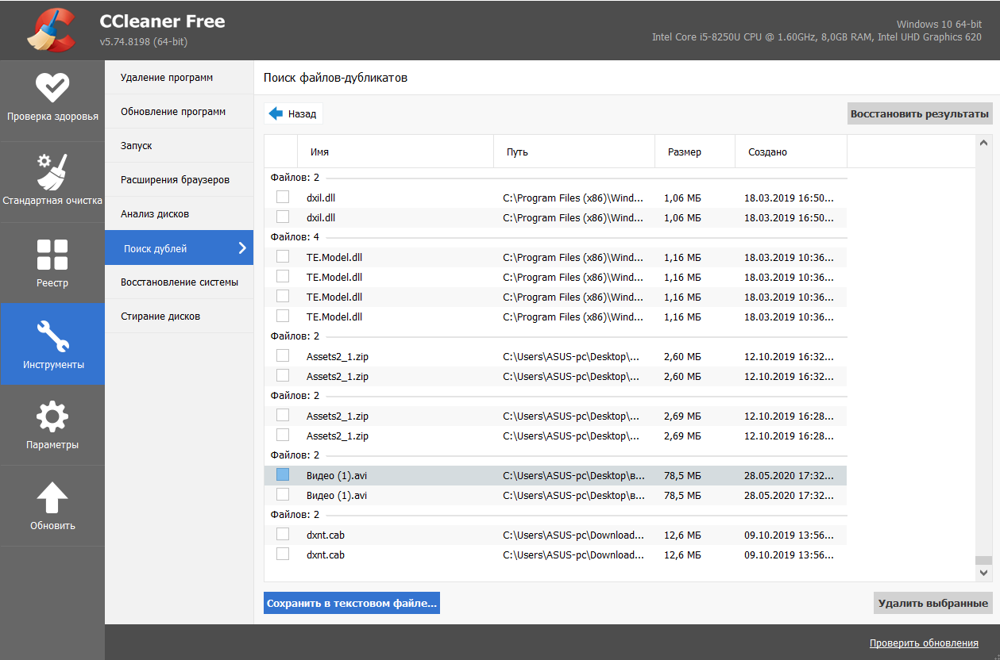 CCleaner Free
v5.74.8198 (64-bit)
Windows 10 64-bit
Intel Core i5-8250U CPU @ 1.60GHz, 8,0GB RAM, Intel UHD Graphics 620
Проверка здоровья
Стандартная очистка
Реестр
Инструменты
Параметры
Обновить
Удаление программ
Обновление программ
Запуск
Расширения браузеров
Анализ дисков
Поиск дублей
Восстановление системы
Стирание дисков
Поиск файлов-дубликатов
Назад
Восстановить результаты
Имя Путь Размер Создано
Файлов: 2
dxil.dll C:\Program Files (x86)\Wind... 1,06 МБ 18.03.2019 16:50...
dxil.dll C:\Program Files (x86)\Wind... 1,06 МБ 18.03.2019 16:50...
Файлов: 4
TE.Model.dll C:\Program Files (x86)\Wind... 1,16 МБ 18.03.2019 10:36...
TE.Model.dll C:\Program Files (x86)\Wind... 1,16 МБ 18.03.2019 10:36...
TE.Model.dll C:\Program Files (x86)\Wind... 1,16 МБ 18.03.2019 10:36...
TE.Model.dll C:\Program Files (x86)\Wind... 1,16 МБ 18.03.2019 10:36...
Файлов: 2
Assets2_1.zip C:\Users\ASUS-pc\Desktop\... 2,60 МБ 12.10.2019 16:32...
Assets2_1.zip C:\Users\ASUS-pc\Desktop\... 2,60 МБ 12.10.2019 16:32...
Файлов: 2
Assets2_1.zip C:\Users\ASUS-pc\Desktop\... 2,69 МБ 12.10.2019 16:28...
Assets2_1.zip C:\Users\ASUS-pc\Desktop\... 2,69 МБ 12.10.2019 16:28...
Файлов: 2
Видео (1).avi C:\Users\ASUS-pc\Desktop\в... 78,5 МБ 28.05.2020 17:32...
Видео (1).avi C:\Users\ASUS-pc\Desktop\в... 78,5 МБ 28.05.2020 17:32...
Файлов: 2
dxnt.cab C:\Users\ASUS-pc\Download... 12,6 МБ 09.10.2019 13:56...
dxnt.cab C:\Users\ASUS-pc\Download... 12,6 МБ 09.10.2019 13:56...
Сохранить в текстовом файле...
Удалить выбранные
Проверить обновления